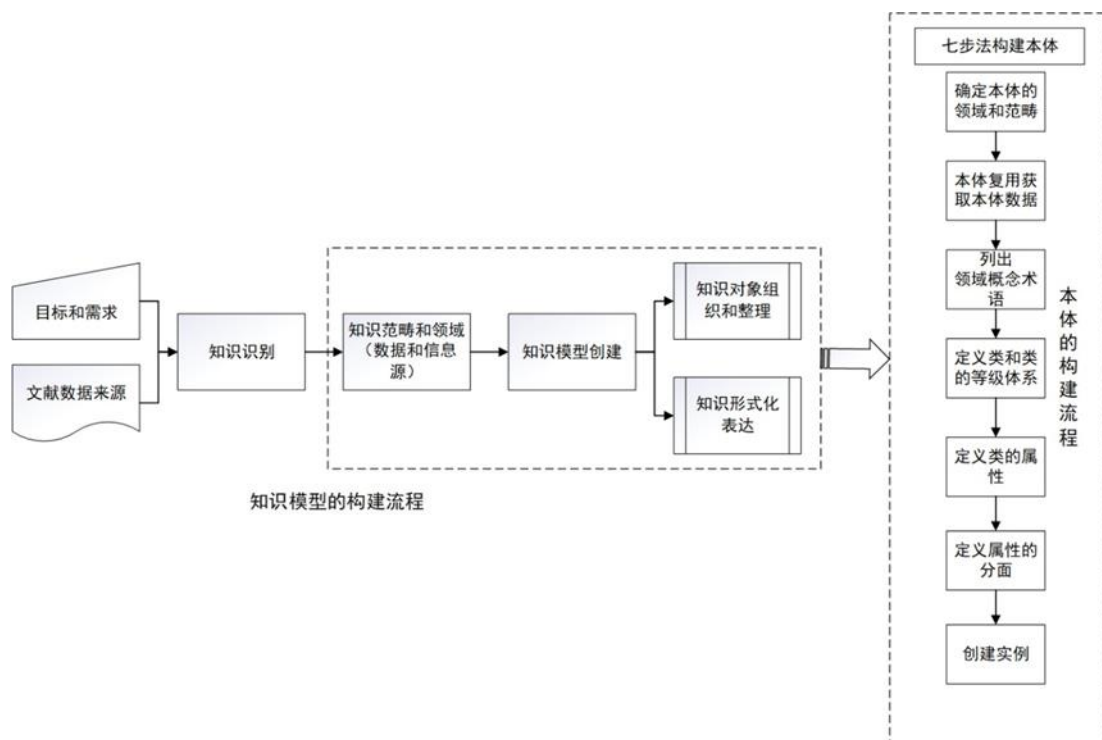 目标和需求
文献数据来源
知识识别
知识范畴和领域
（数据和信息
源）
知识模型创建
知识对象组
织和整理
知识形式化
表达
知识模型的构建流程
七步法构建本体
确定本体的
领域和范畴
本体复用获
取本体数据
列出
领域概念术
语
定义类和类
的等级体系
定义类的属
性
定义属性的
分面
创建实例
本体的构建流程